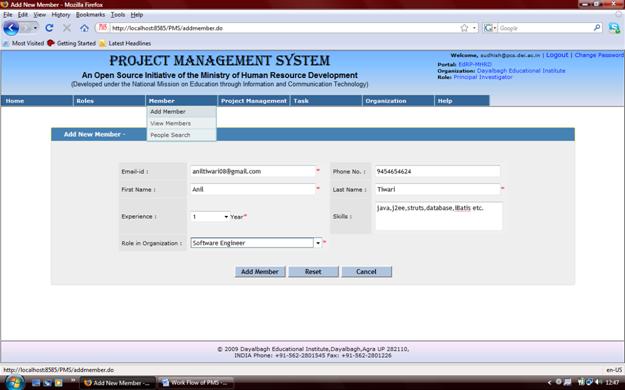 Add New Member - Mozilla Firefox
File Edit View History Bookmarks Tools Help
http://localhost:8585/PMS/addmember.do
Most Visited Getting Started Latest Headlines
PROJECT MANAGEMENT SYSTEM
An Open Source Initiative of the Ministry of Human Resource Development
(Developed under the National Mission on Education through Information and Communication Technology)
Welcome, sudhish@pcs.dei.ac.in | Logout | Change Password
Portal: EdRP-MHRD
Organization: Dayalbagh Educational Institute
Role: Principal Investigator
Home Roles Member Project Management Task Organization Help
Add Member
View Members
People Search
Add New Member -
Email-id : aniltiwari08@gmail.com * Phone No. : 9454654624
First Name : Anil * Last Name : Tiwari *
Experience : 1 Year* Skills : java,j2ee,struts,database,iBatis etc.
Role in Organization : Software Engineer *
Add Member Reset Cancel
© 2009 Dayalbagh Educational Institute,Dayalbagh,Agra UP 282110,
INDIA Phone: +91-562-2801545 Fax: +91-562-2801226
http://localhost:8585/PMS/addmember.do en-US
Add New Member -... Work Flow of PMS -... 12:47